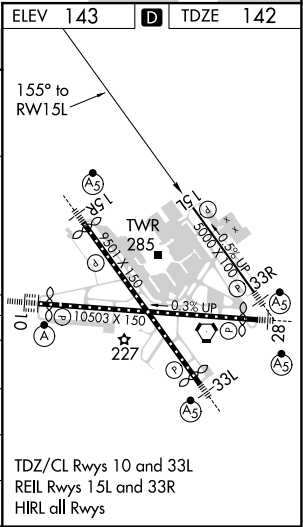 ELEV 143 D TDZE 142
155° to
RW15L
A5
15R
15L
P
0.5% UP
5000 X 100
TWR
285
9501 X 150
P
P
33R
A5
0.3% UP
10
10503 X 150
P
A
227
P
28
P
33L
A5
A5
TDZ/CL Rwys 10 and 33L
REIL Rwys 15L and 33R
HIRL all Rwys